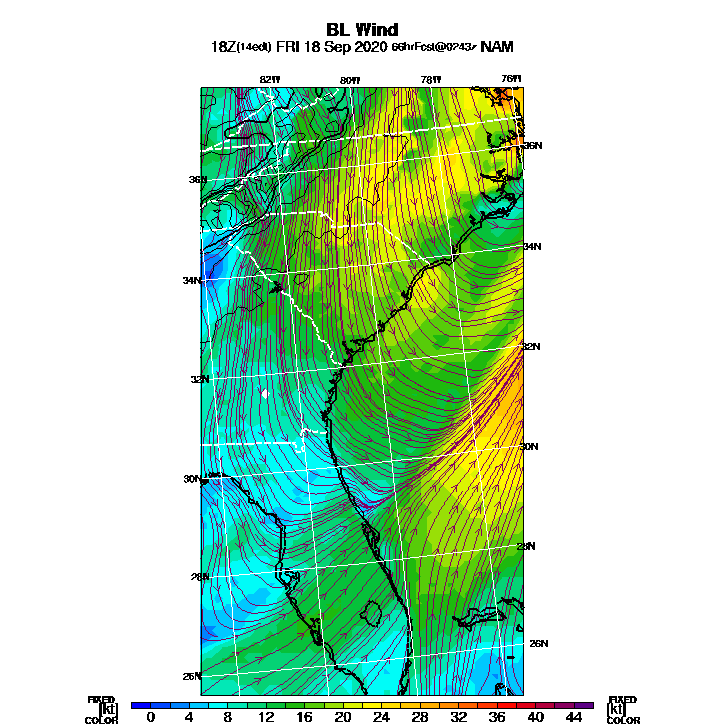 BL Wind
18Z(14edt) FRI 18 Sep 2020 66hrFcst@0243z NAM
82W 80W 78W 76W
36N
36N
34N
34N
32N
32N
30N
30N
28N
28N
26N
26N
FIXED FIXED
[kt] 0 4 8 12 16 20 24 28 32 36 40 44 [kt]
COLOR COLOR